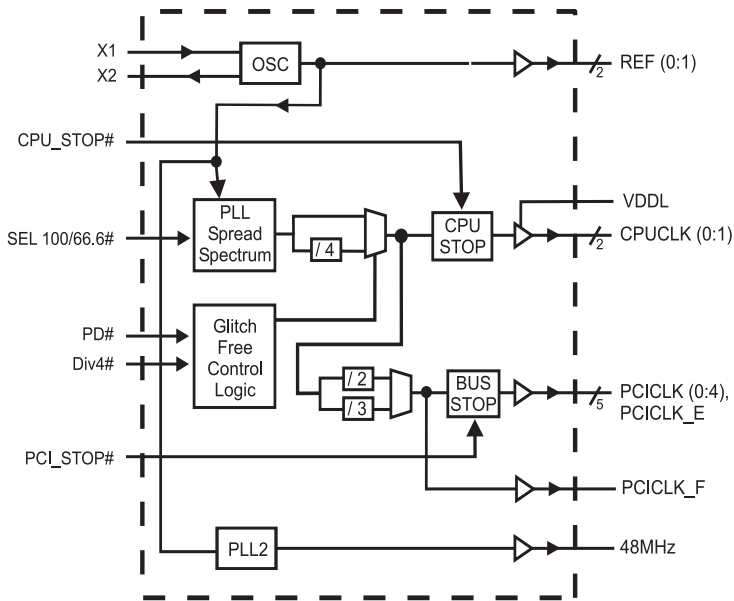 X1
X2
OSC
REF (0:1)
2
CPU_STOP#
PLL
Spread
Spectrum
SEL 100/66.6#
/ 4
CPU
STOP
VDDL
CPUCLK (0:1)
2
PD#
Div4#
Glitch
Free
Control
Logic
/ 2
/ 3
BUS
STOP
PCICLK (0:4),
PCICLK_E
5
PCI_STOP#
PCICLK_F
PLL2
48MHz